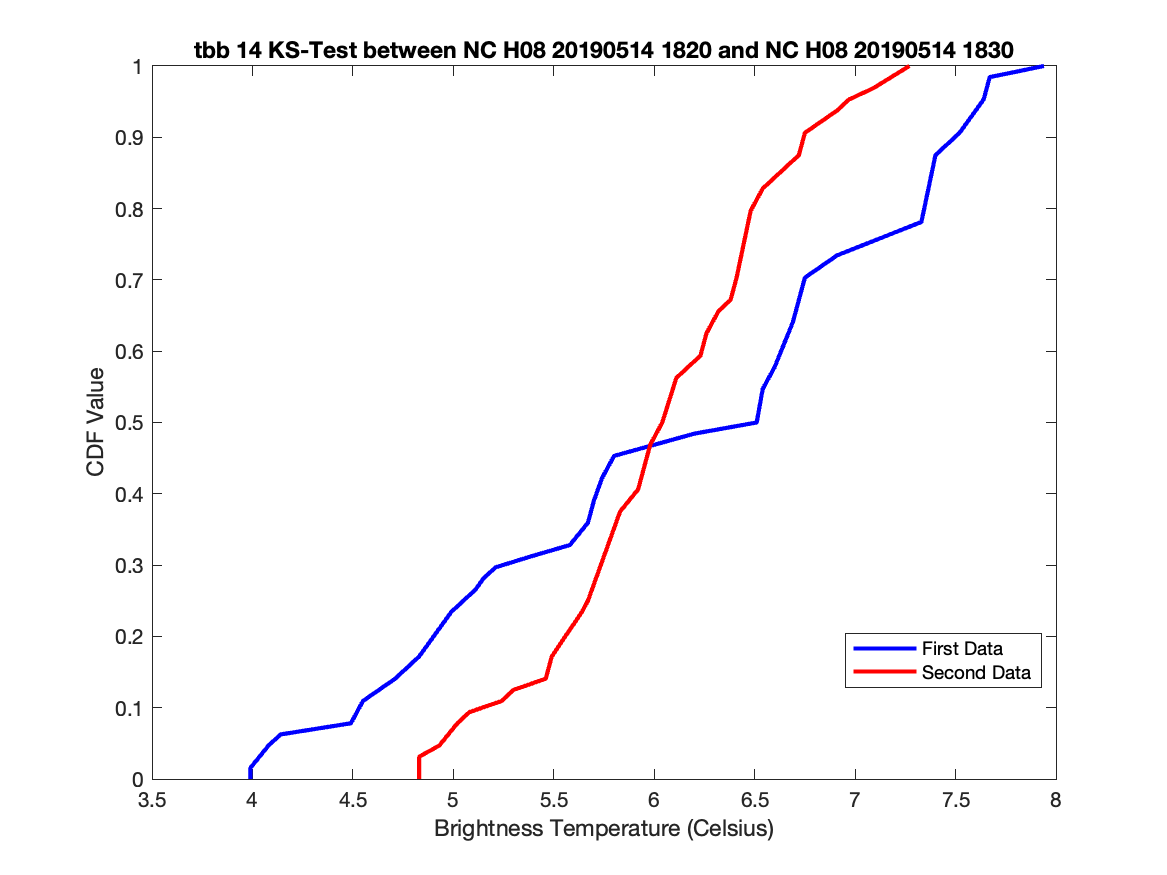 tbb 14 KS-Test between NC H08 20190514 1820 and NC H08 20190514 1830
1
0.9
0.8
0.7
0.6
0.5
0.4
0.3
0.2
0.1
0
CDF Value
First Data
Second Data
3.5 4 4.5 5 5.5 6 6.5 7 7.5 8
Brightness Temperature (Celsius)